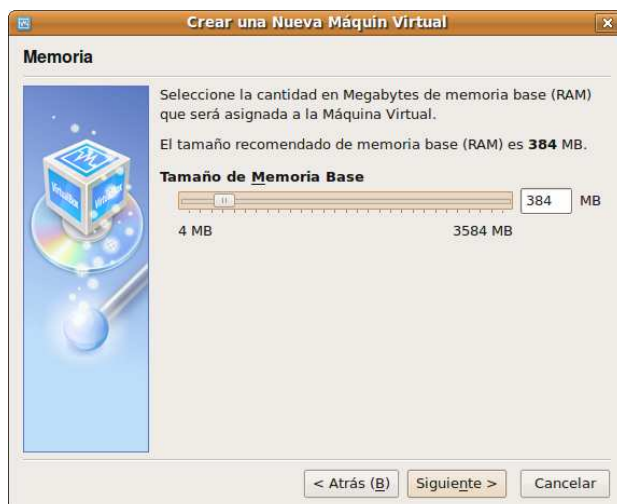 Crear una Nueva Máquin Virtual
Memoria
Seleccione la cantidad en Megabytes de memoria base (RAM)
que será asignada a la Máquina Virtual.
El tamaño recomendado de memoria base (RAM) es 384 MB.
Tamaño de Memoria Base
384 MB
4 MB 3584 MB
VirtualBox VirtualBox
< Atrás (B) Siguiente > Cancelar